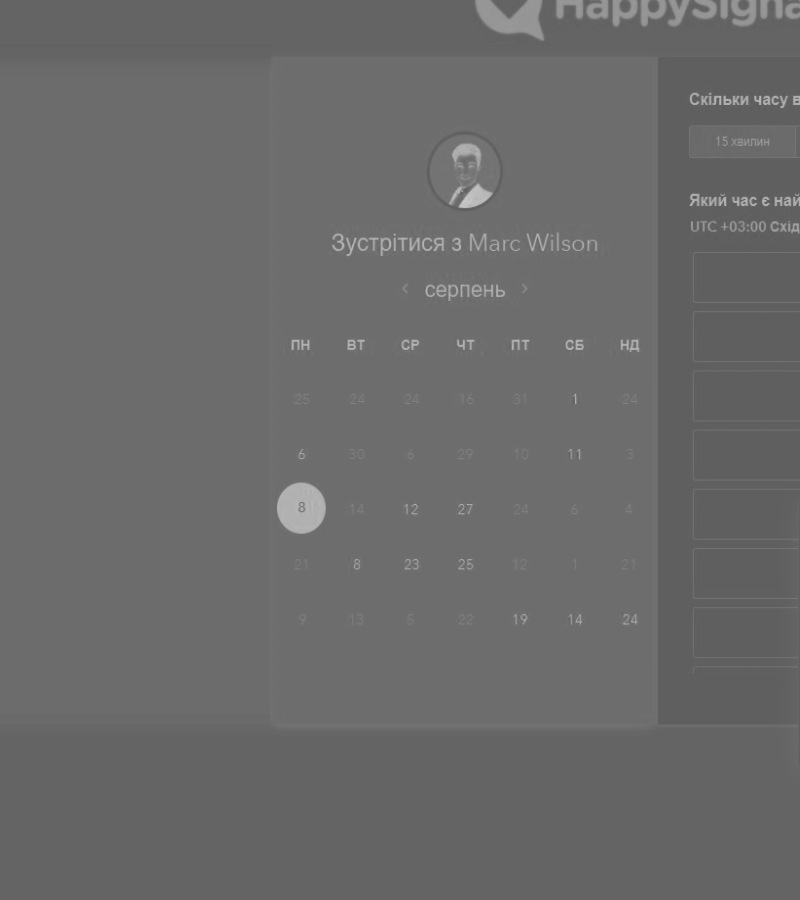 HappySigna
Зустрітися з Marc Wilson
‹ серпень ›
ПН ВТ СР ЧТ ПТ СБ НД
25 24 24 16 31 1 24
6 30 6 29 10 11 3
8 14 12 27 24 6 4
21 8 23 25 12 1 21
9 13 5 22 19 14 24
Скільки часу в
15 хвилин
Який час є най
UTC +03:00 Схід